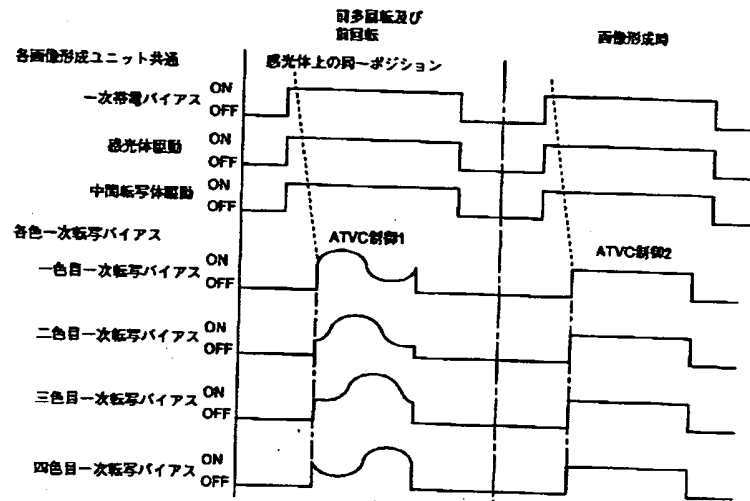 前多回転及び
前回転
画像形成時
各画像形成ユニット共通
感光体上の同一ポジション
一次帯電バイアス ON
OFF
感光体駆動 ON
OFF
中間転写体駆動 ON
OFF
各色一次転写バイアス
ATVC制御1
ATVC制御2
一色目一次転写バイアス ON
OFF
二色目一次転写バイアス ON
OFF
三色目一次転写バイアス ON
OFF
四色目一次転写バイアス ON
OFF